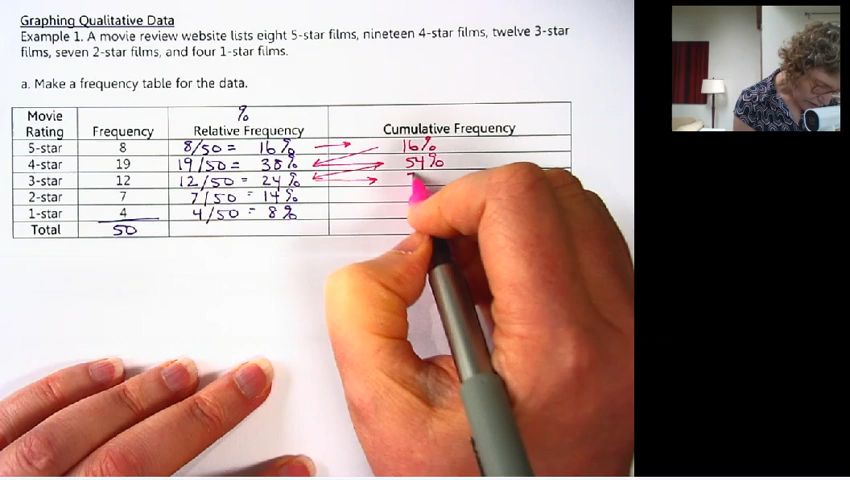 Graphing Qualitative Data
Example 1. A movie review website lists eight 5-star films, nineteen 4-star films, twelve 3-star
films, seven 2-star films, and four 1-star films.
a. Make a frequency table for the data.
%
Movie Rating Frequency Relative Frequency Cumulative Frequency
5-star 8 8/50 = 16% 16%
4-star 19 19/50 = 38% 54%
3-star 12 12/50 = 24%
2-star 7 7/50 = 14%
1-star 4 4/50 = 8%
Total 50